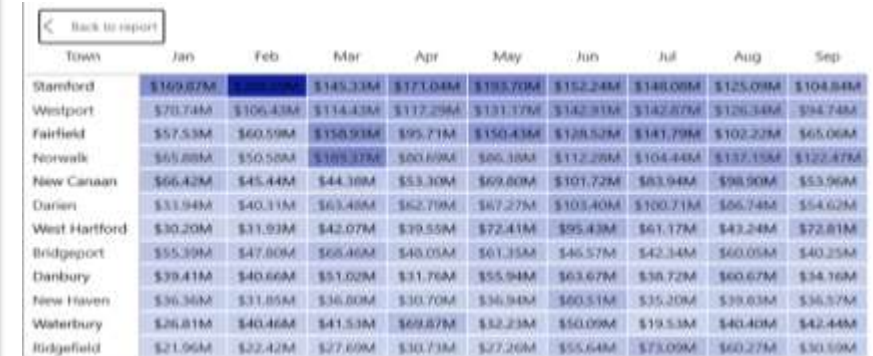 Back to report
Town Jan Feb Mar Apr May Jun Jul Aug Sep
Stamford $169.87M $145.33M $171.04M $193.70M $152.24M $148.08M $125.09M $104.84M
Westport $70.74M $106.43M $114.43M $117.29M $131.17M $142.91M $142.87M $126.34M $94.74M
Fairfield $57.53M $60.59M $158.93M $95.71M $150.43M $128.52M $141.79M $102.22M $65.06M
Norwalk $65.88M $50.58M $189.37M $80.69M $86.38M $112.28M $104.44M $137.15M $122.47M
New Canaan $66.42M $45.44M $44.38M $53.30M $69.80M $101.72M $83.94M $98.90M $53.96M
Darien $33.94M $40.31M $63.48M $62.79M $67.27M $103.40M $100.71M $86.74M $54.62M
West Hartford $30.20M $31.93M $42.07M $39.55M $72.41M $95.43M $61.17M $43.24M $72.81M
Bridgeport $55.39M $47.80M $68.46M $48.05M $61.35M $46.57M $42.34M $60.05M $40.25M
Danbury $39.41M $40.66M $51.02M $31.76M $55.94M $63.67M $38.72M $60.67M $34.16M
New Haven $36.36M $31.85M $36.80M $30.70M $36.94M $80.51M $35.20M $39.83M $36.57M
Waterbury $26.81M $40.46M $41.53M $69.87M $32.23M $50.09M $19.53M $40.40M $42.44M
Ridgefield $21.96M $22.42M $27.69M $30.73M $27.26M $55.64M $73.09M $60.27M $30.59M